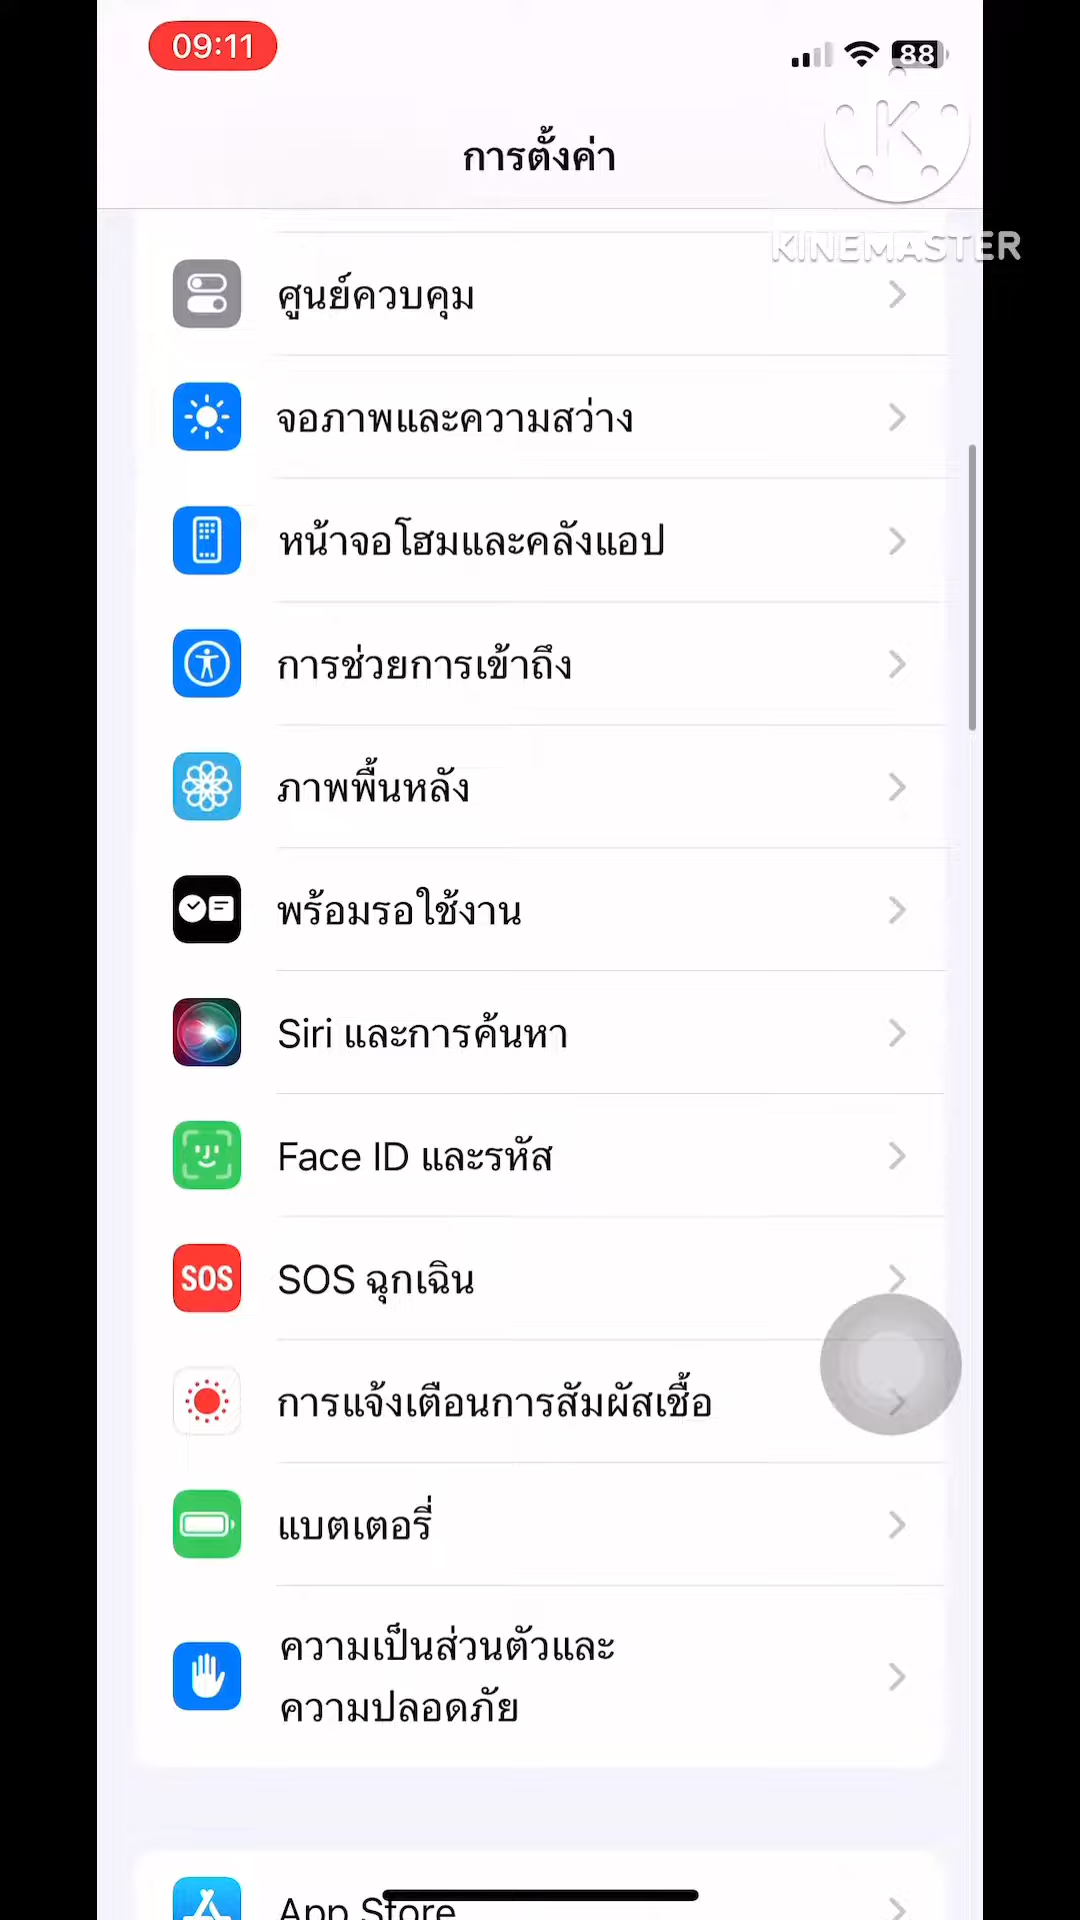 09:11
88
การตั้งค่า
K
KINEMASTER
ศูนย์ควบคุม
จอภาพและความสว่าง
หน้าจอโฮมและคลังแอป
การช่วยการเข้าถึง
ภาพพื้นหลัง
พร้อมรอใช้งาน
Siri และการค้นหา
Face ID และรหัส
SOS SOS ฉุกเฉิน
การแจ้งเตือนการสัมผัสเชื้อ
แบตเตอรี่
ความเป็นส่วนตัวและ
ความปลอดภัย
App Store